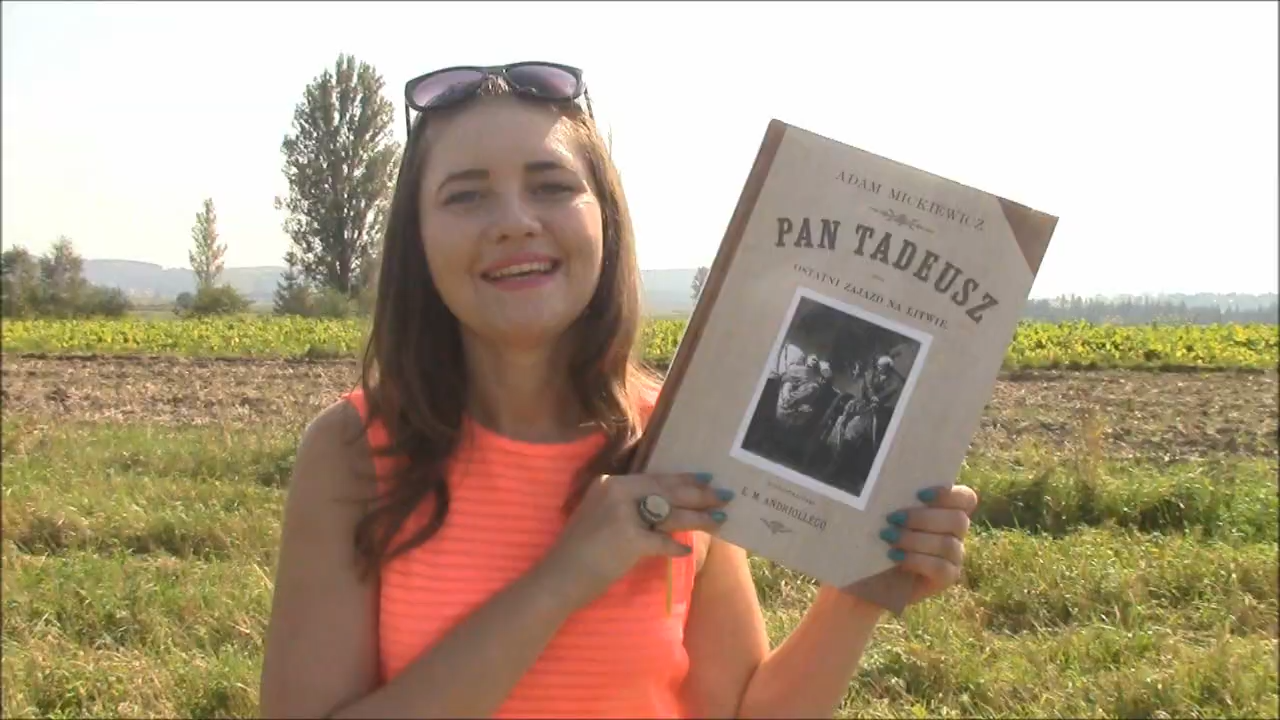 ADAM MICKIEWICZ
PAN TADEUSZ
OSTATNI ZAJAZD NA LITWIE
E. M. ANDRIOLLEGO